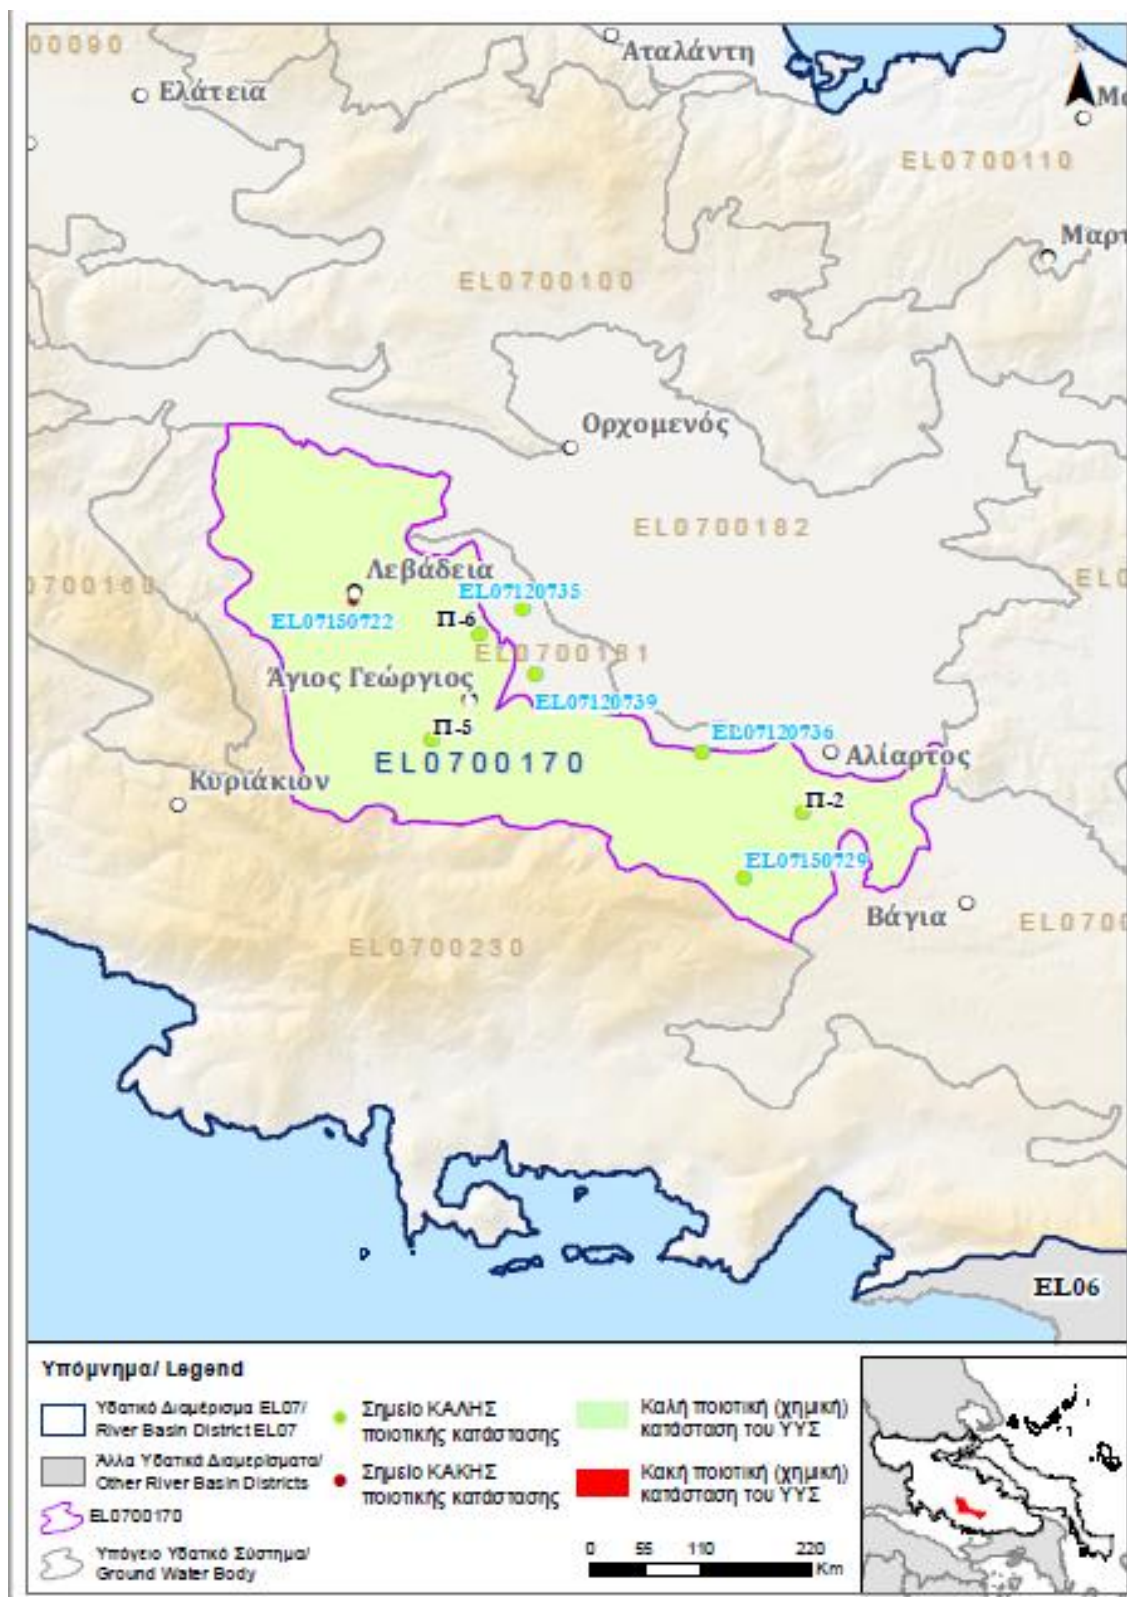 00090
Αταλάντη
Ελάτεια
EL0700110
EL0700100
Ορχομενός
EL0700182
Λεβάδεια
EL07120735
EL07150722
Π-6
EL0700181
Άγιος Γεώργιος
EL07120739
Π-5
EL07120736
EL0700170
Αλίαρτος
Κυριάκιον
Π-2
EL07150729
Βάγια
EL0700
EL0700230
EL06
Υπόμνημα/ Legend
Υδατικό Διαμέρισμα EL07/
River Basin District EL07
Άλλα Υδατικά Διαμερίσματα/
Other River Basin Districts
EL0700170
Υπόγειο Υδατικό Σύστημα/
Ground Water Body
Σημείο ΚΑΛΗΣ
ποιοτικής κατάστασης
Σημείο ΚΑΚΗΣ
ποιοτικής κατάστασης
Καλή ποιοτική (χημική)
κατάσταση του ΥΥΣ
Κακή ποιοτική (χημική)
κατάσταση του ΥΥΣ
0 55 110 220
Km